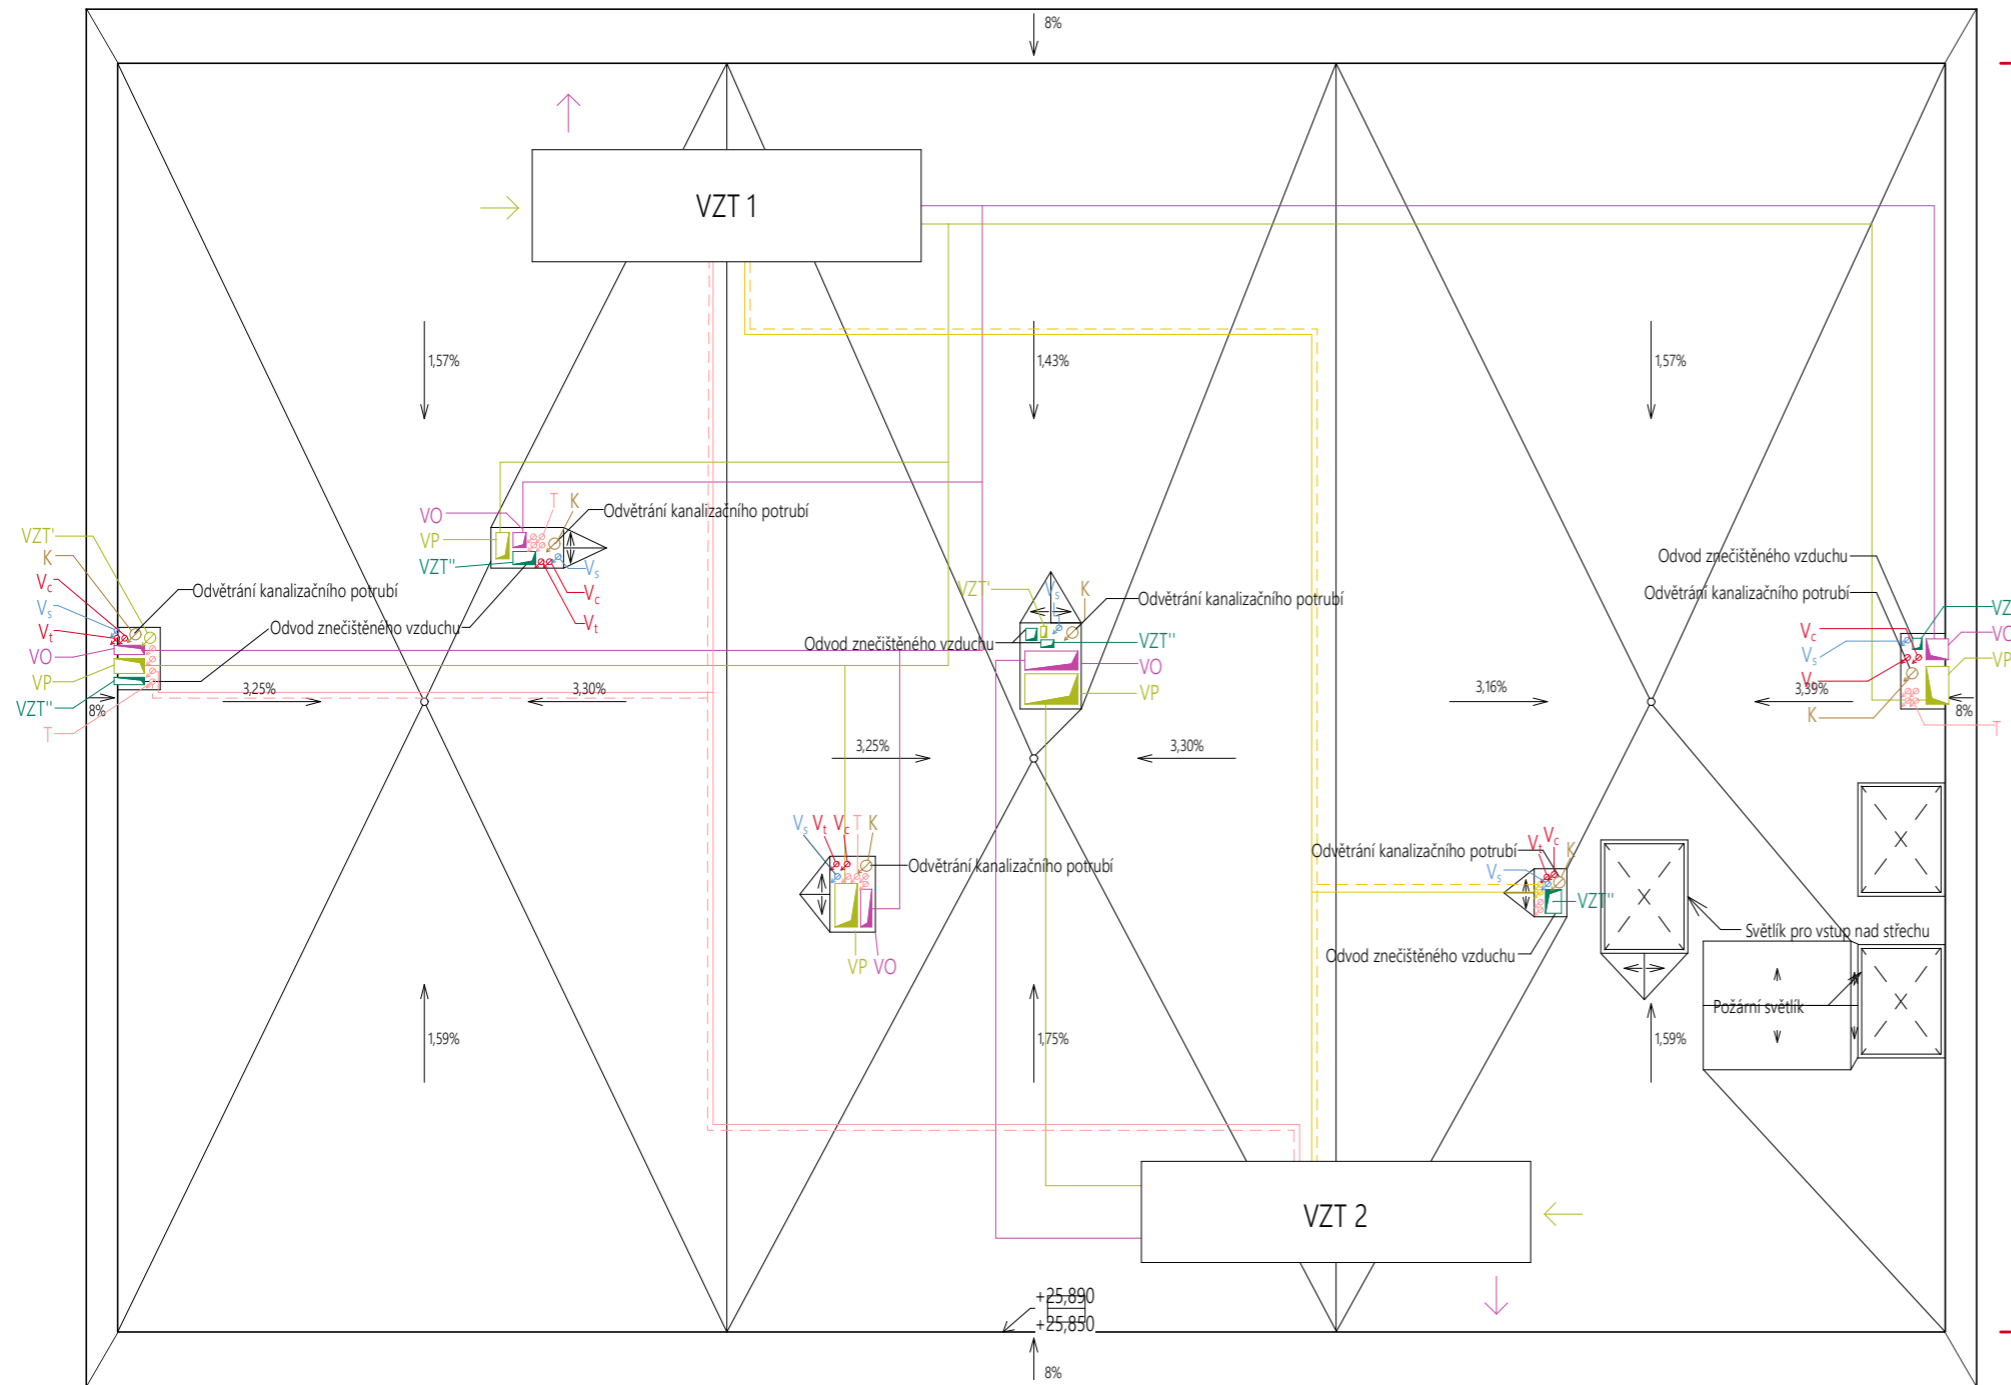 8%
VZT 1
1,57%
1,43%
1,57%
T K
VO
Odvětrání kanalizačního potrubí
VP
VZT''
Vs
Vc
Vt
VZT'
K
Vc
Vs
Vt
VO
VP
VZT''
T
Odvětrání kanalizačního potrubí
Odvod znečištěného vzduchu
3,25%
3,30%
8%
VZT'
Vs
K
Odvětrání kanalizačního potrubí
Odvod znečištěného vzduchu
VZT''
VO
VP
Odvod znečištěného vzduchu
Odvětrání kanalizačního potrubí
Vc
Vs
K
VO
VP
T
3,16%
3,39%
8%
3,25%
3,30%
Vs Vt Vc T K
Odvětrání kanalizačního potrubí
VP VO
Odvětrání kanalizačního potrubí
Vt
Vc
K
Vs
VZT''
Odvod znečištěného vzduchu
Světlík pro vstup nad střechu
Požární světlík
1,59%
1,75%
1,59%
VZT 2
+25,890
+25,850
8%